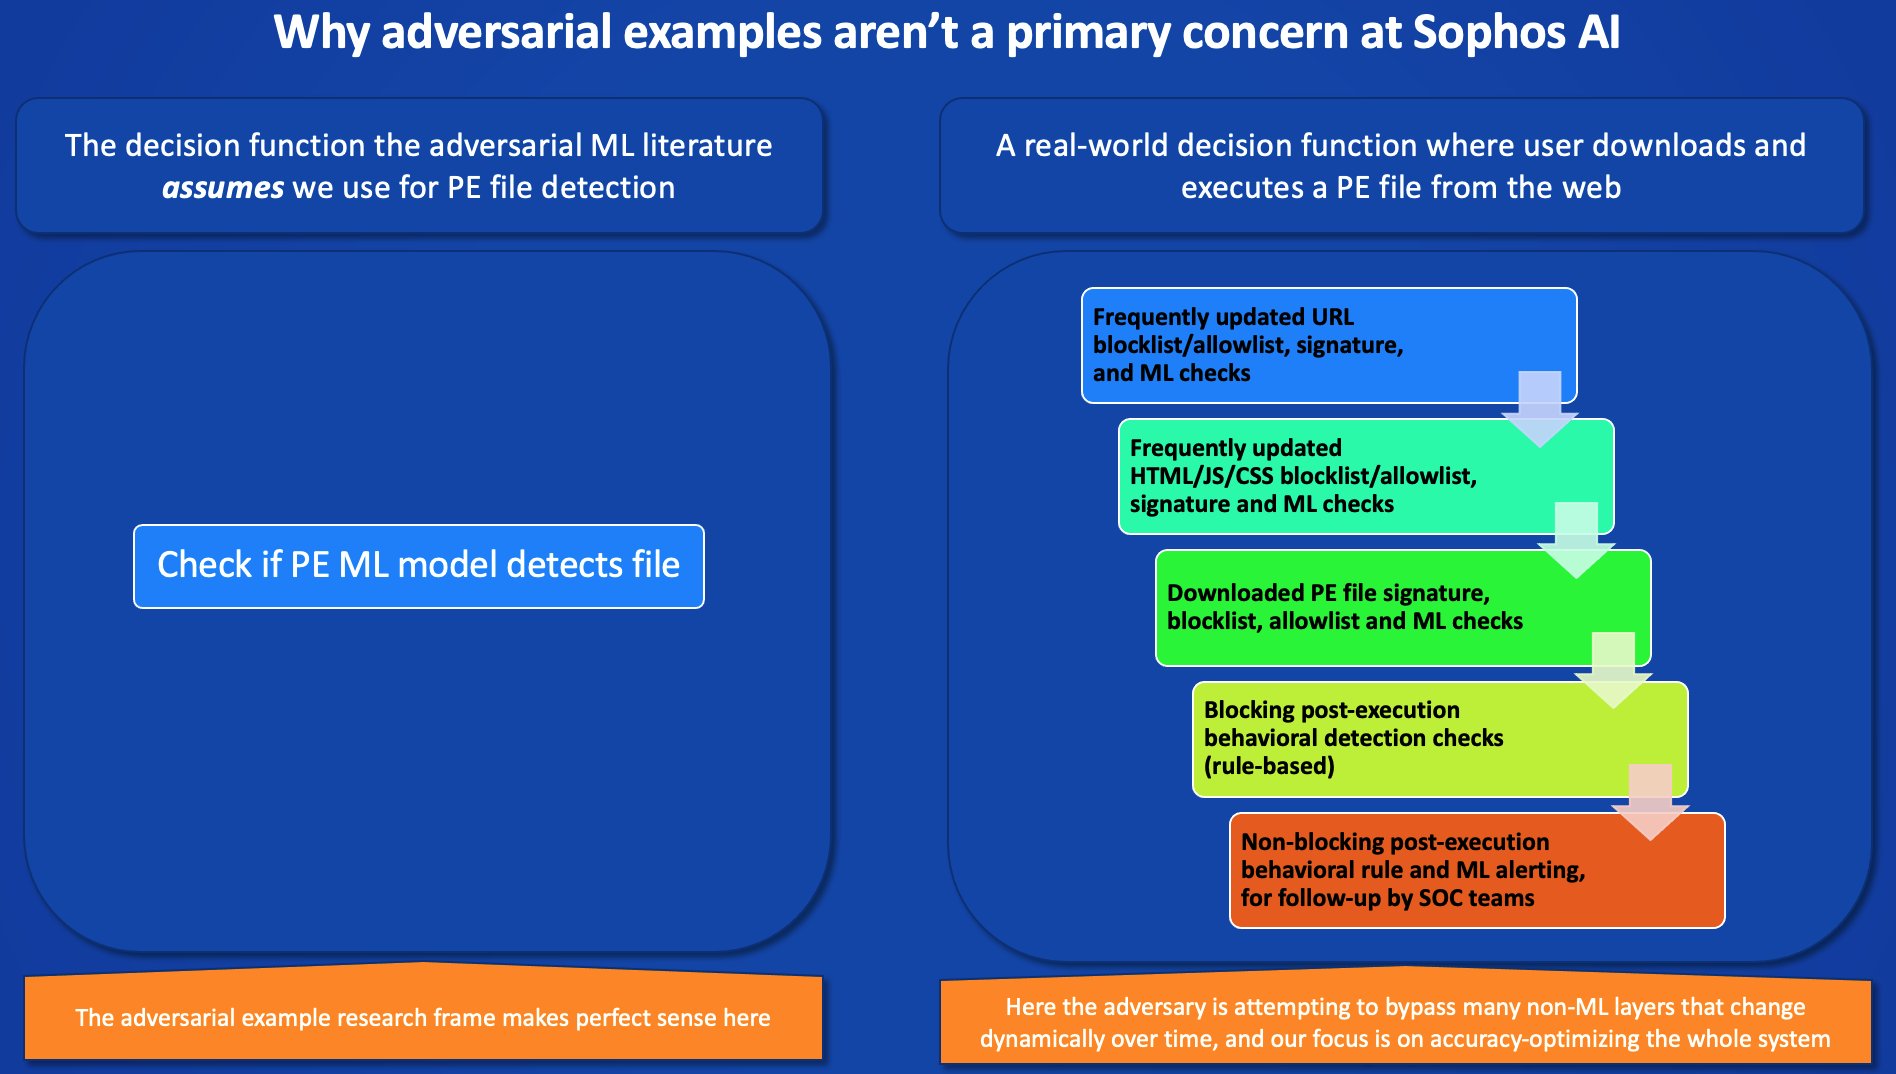 Why adversarial examples aren’t a primary concern at Sophos AI
The decision function the adversarial ML literature
assumes we use for PE file detection
Check if PE ML model detects file
The adversarial example research frame makes perfect sense here
A real-world decision function where user downloads and
executes a PE file from the web
Frequently updated URL
blocklist/allowlist, signature,
and ML checks
Frequently updated
HTML/JS/CSS blocklist/allowlist,
signature and ML checks
Downloaded PE file signature,
blocklist, allowlist and ML checks
Blocking post-execution
behavioral detection checks
(rule-based)
Non-blocking post-execution
behavioral rule and ML alerting,
for follow-up by SOC teams
Here the adversary is attempting to bypass many non-ML layers that change
dynamically over time, and our focus is on accuracy-optimizing the whole system